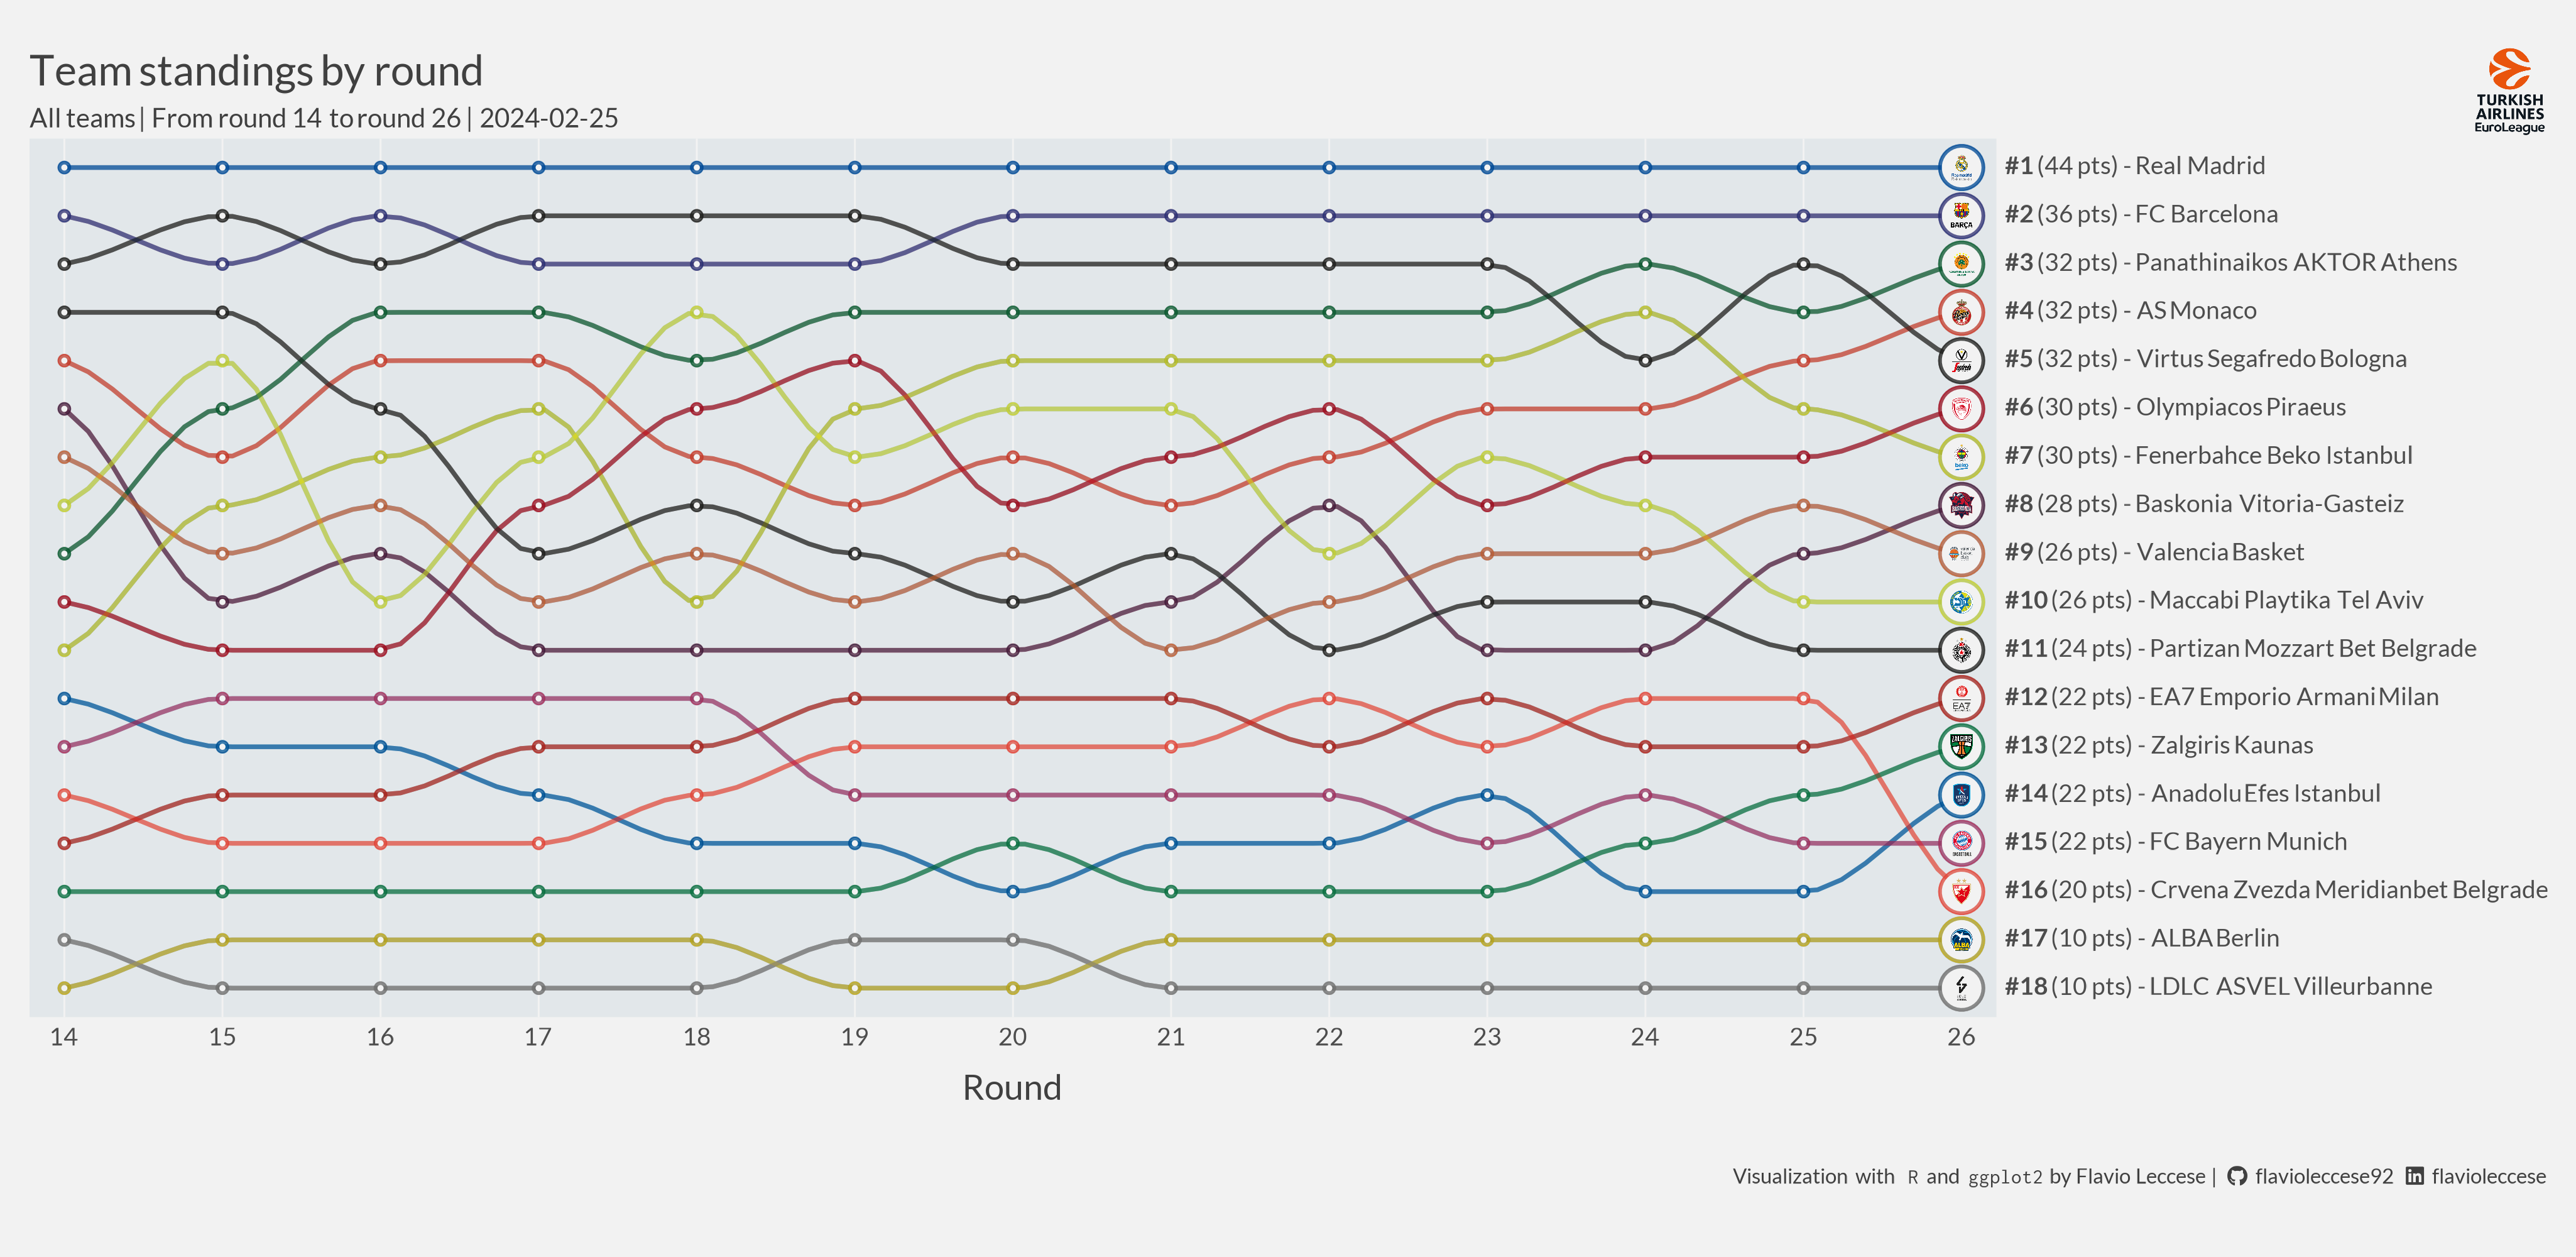 Team standings by round
All teams | From round 14 to round 26 | 2024-02-25
TURKISH
AIRLINES
EuroLeague
#1 (44 pts) - Real Madrid
#2 (36 pts) - FC Barcelona
BARÇA
#3 (32 pts) - Panathinaikos AKTOR Athens
#4 (32 pts) - AS Monaco
#5 (32 pts) - Virtus Segafredo Bologna
#6 (30 pts) - Olympiacos Piraeus
#7 (30 pts) - Fenerbahce Beko Istanbul
#8 (28 pts) - Baskonia Vitoria-Gasteiz
#9 (26 pts) - Valencia Basket
#10 (26 pts) - Maccabi Playtika Tel Aviv
#11 (24 pts) - Partizan Mozzart Bet Belgrade
#12 (22 pts) - EA7 Emporio Armani Milan
EA7
#13 (22 pts) - Zalgiris Kaunas
ZALGIRIS
#14 (22 pts) - Anadolu Efes Istanbul
#15 (22 pts) - FC Bayern Munich
#16 (20 pts) - Crvena Zvezda Meridianbet Belgrade
#17 (10 pts) - ALBA Berlin
ALBA
#18 (10 pts) - LDLC ASVEL Villeurbanne
14 15 16 17 18 19 20 21 22 23 24 25 26
Round
Visualization with R and ggplot2 by Flavio Leccese | flavioleccese92 in flavioleccese